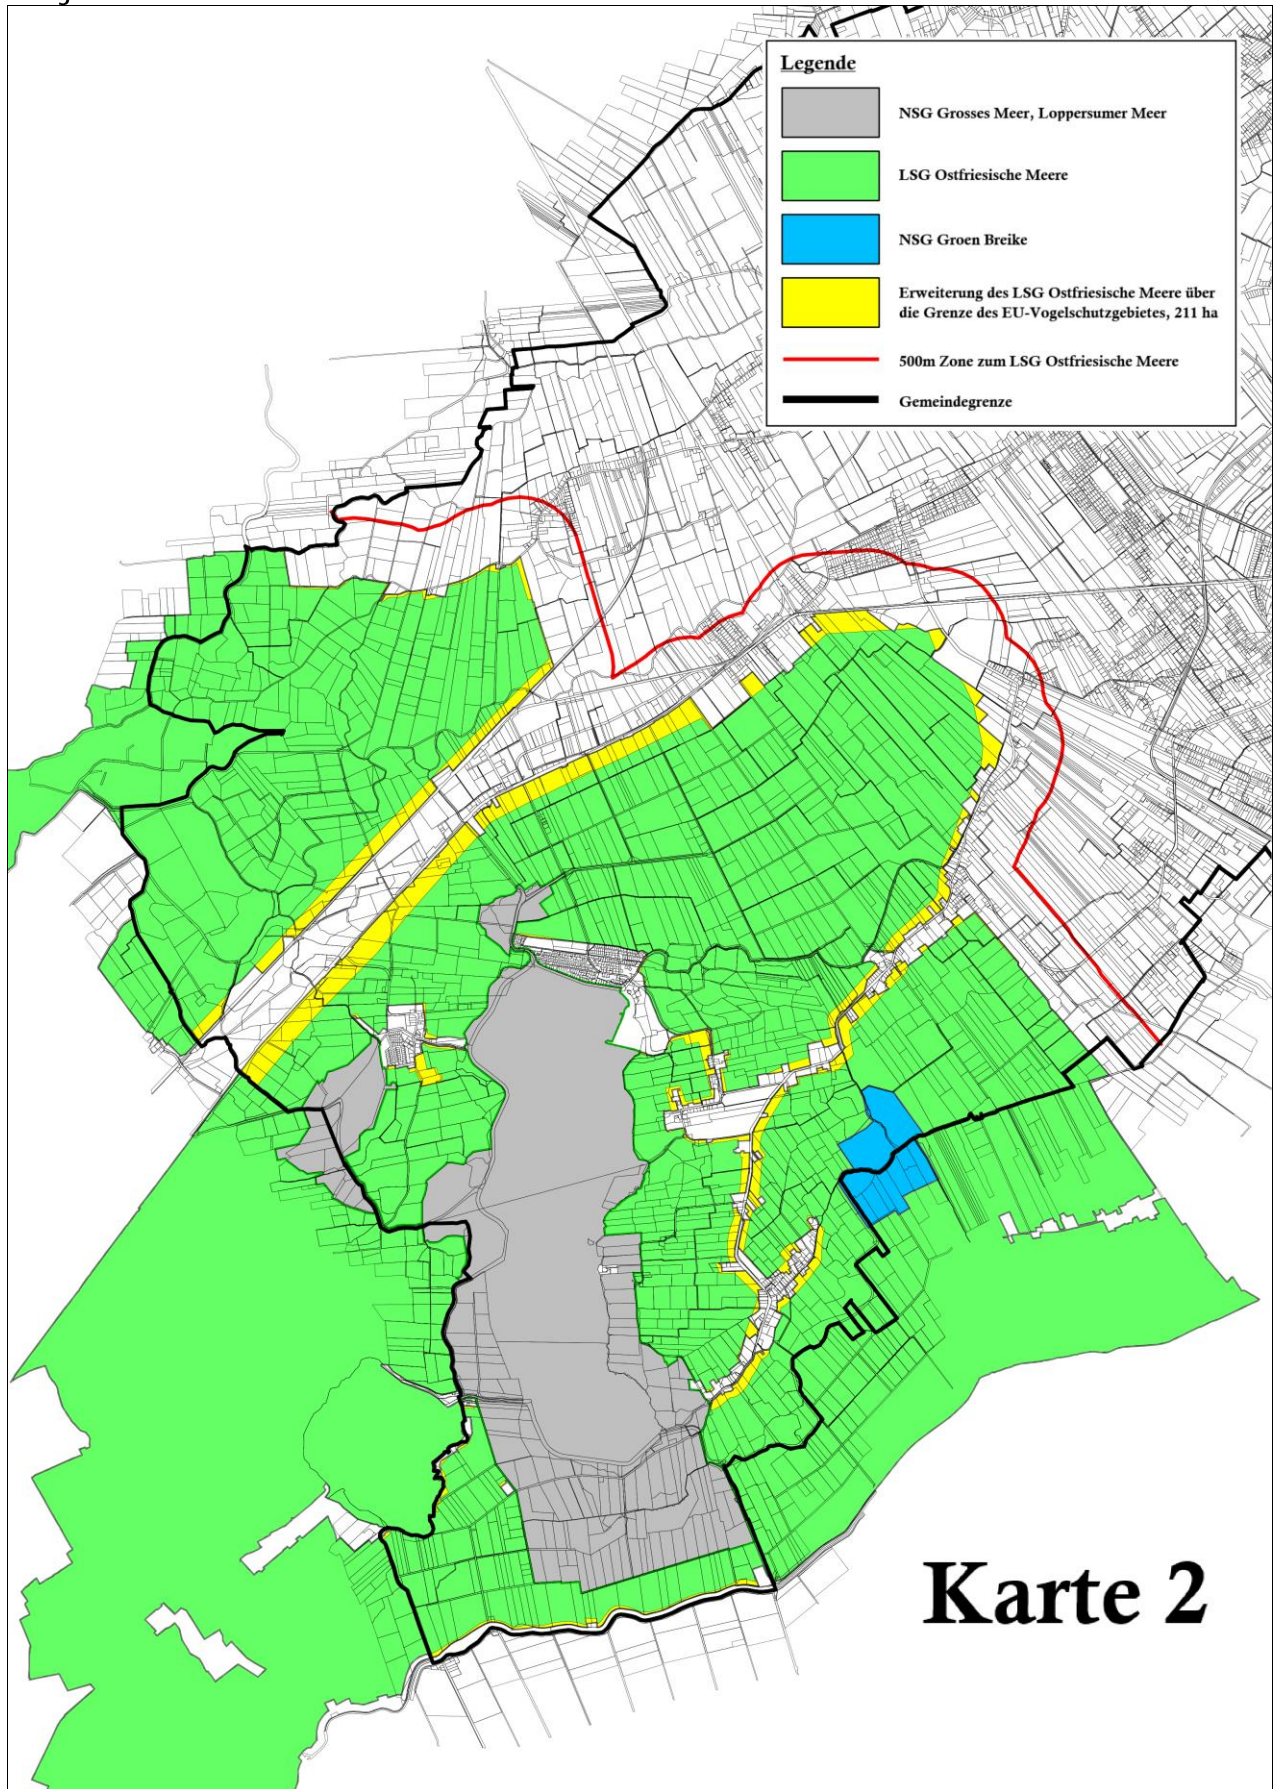 Legende
NSG Grosses Meer, Loppersumer Meer
LSG Ostfriesische Meere
NSG Groen Breike
Erweiterung des LSG Ostfriesische Meere über
die Grenze des EU-Vogelschutzgebietes, 211 ha
500m Zone zum LSG Ostfriesische Meere
Gemeindegrenze
Karte 2